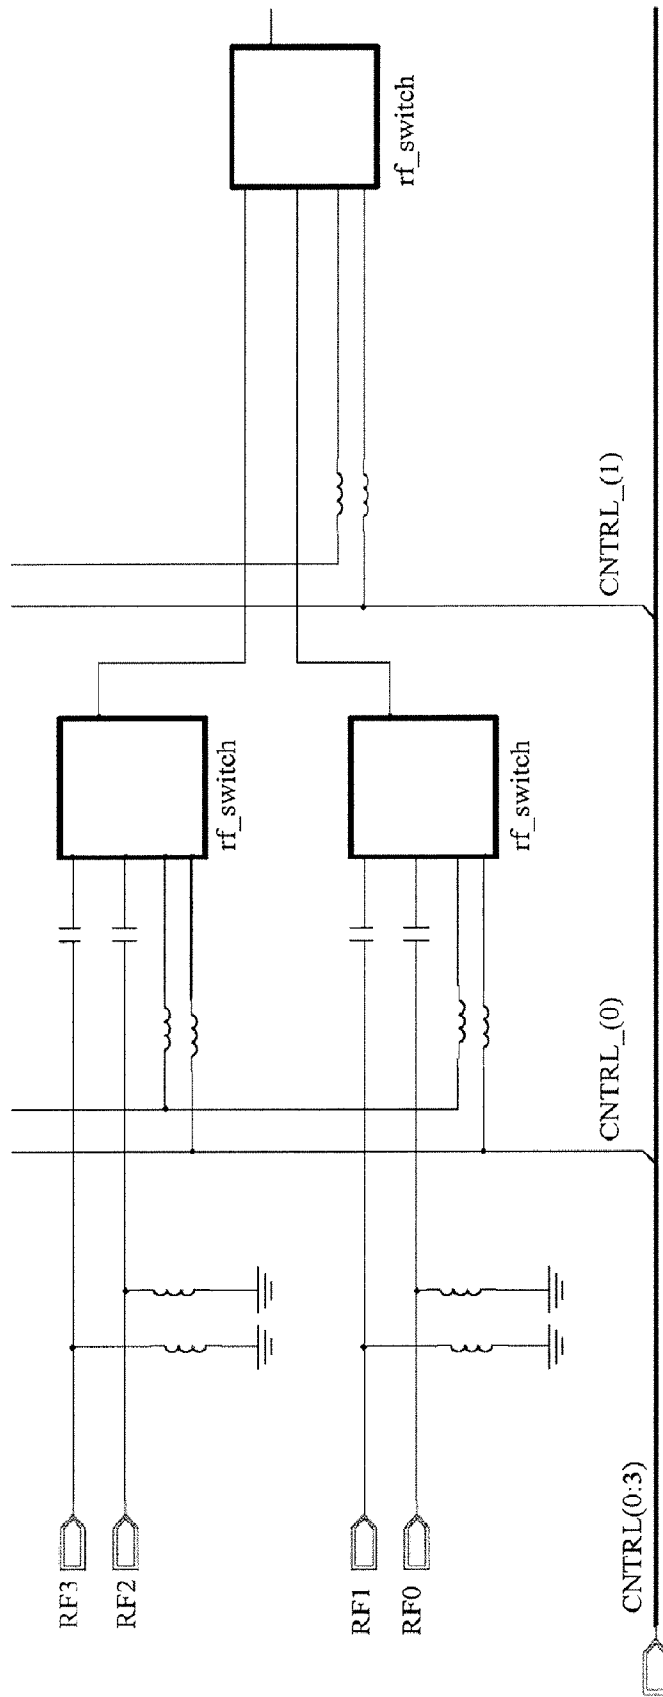 rf_switch
CNTRL_(1)
rf_switch
rf_switch
CNTRL_(0)
RF3
RF2
RF1
RF0
CNTRL(0:3)